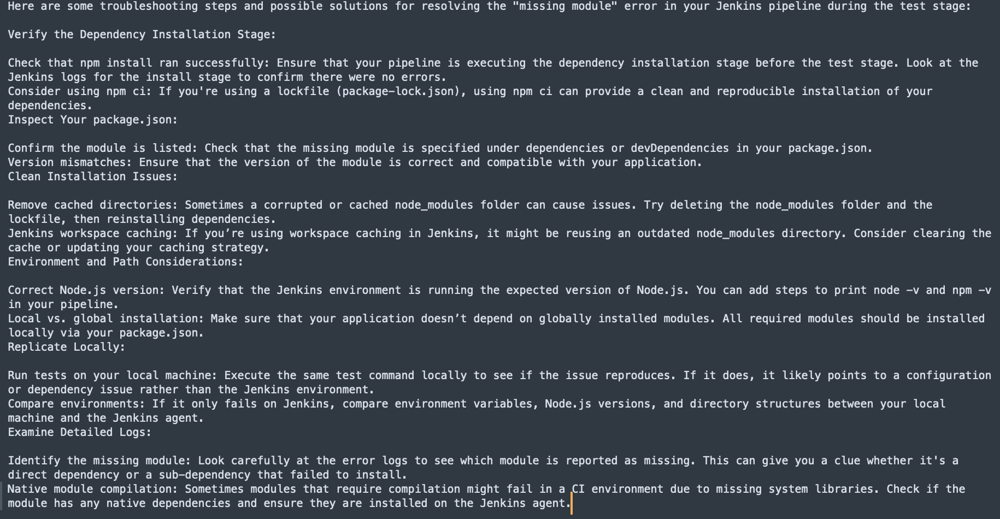 Here are some troubleshooting steps and possible solutions for resolving the "missing module" error in your Jenkins pipeline during the test stage:
Verify the Dependency Installation Stage:
Check that npm install ran successfully: Ensure that your pipeline is executing the dependency installation stage before the test stage. Look at the
Jenkins logs for the install stage to confirm there were no errors.
Consider using npm ci: If you're using a lockfile (package-lock.json), using npm ci can provide a clean and reproducible installation of your
dependencies.
Inspect Your package.json:
Confirm the module is listed: Check that the missing module is specified under dependencies or devDependencies in your package.json.
Version mismatches: Ensure that the version of the module is correct and compatible with your application.
Clean Installation Issues:
Remove cached directories: Sometimes a corrupted or cached node_modules folder can cause issues. Try deleting the node_modules folder and the
lockfile, then reinstalling dependencies.
Jenkins workspace caching: If you’re using workspace caching in Jenkins, it might be reusing an outdated node_modules directory. Consider clearing the
cache or updating your caching strategy.
Environment and Path Considerations:
Correct Node.js version: Verify that the Jenkins environment is running the expected version of Node.js. You can add steps to print node -v and npm -v
in your pipeline.
Local vs. global installation: Make sure that your application doesn’t depend on globally installed modules. All required modules should be installed
locally via your package.json.
Replicate Locally:
Run tests on your local machine: Execute the same test command locally to see if the issue reproduces. If it does, it likely points to a configuration
or dependency issue rather than the Jenkins environment.
Compare environments: If it only fails on Jenkins, compare environment variables, Node.js versions, and directory structures between your local
machine and the Jenkins agent.
Examine Detailed Logs:
Identify the missing module: Look carefully at the error logs to see which module is reported as missing. This can give you a clue whether it's a
direct dependency or a sub-dependency that failed to install.
Native module compilation: Sometimes modules that require compilation might fail in a CI environment due to missing system libraries. Check if the
module has any native dependencies and ensure they are installed on the Jenkins agent.